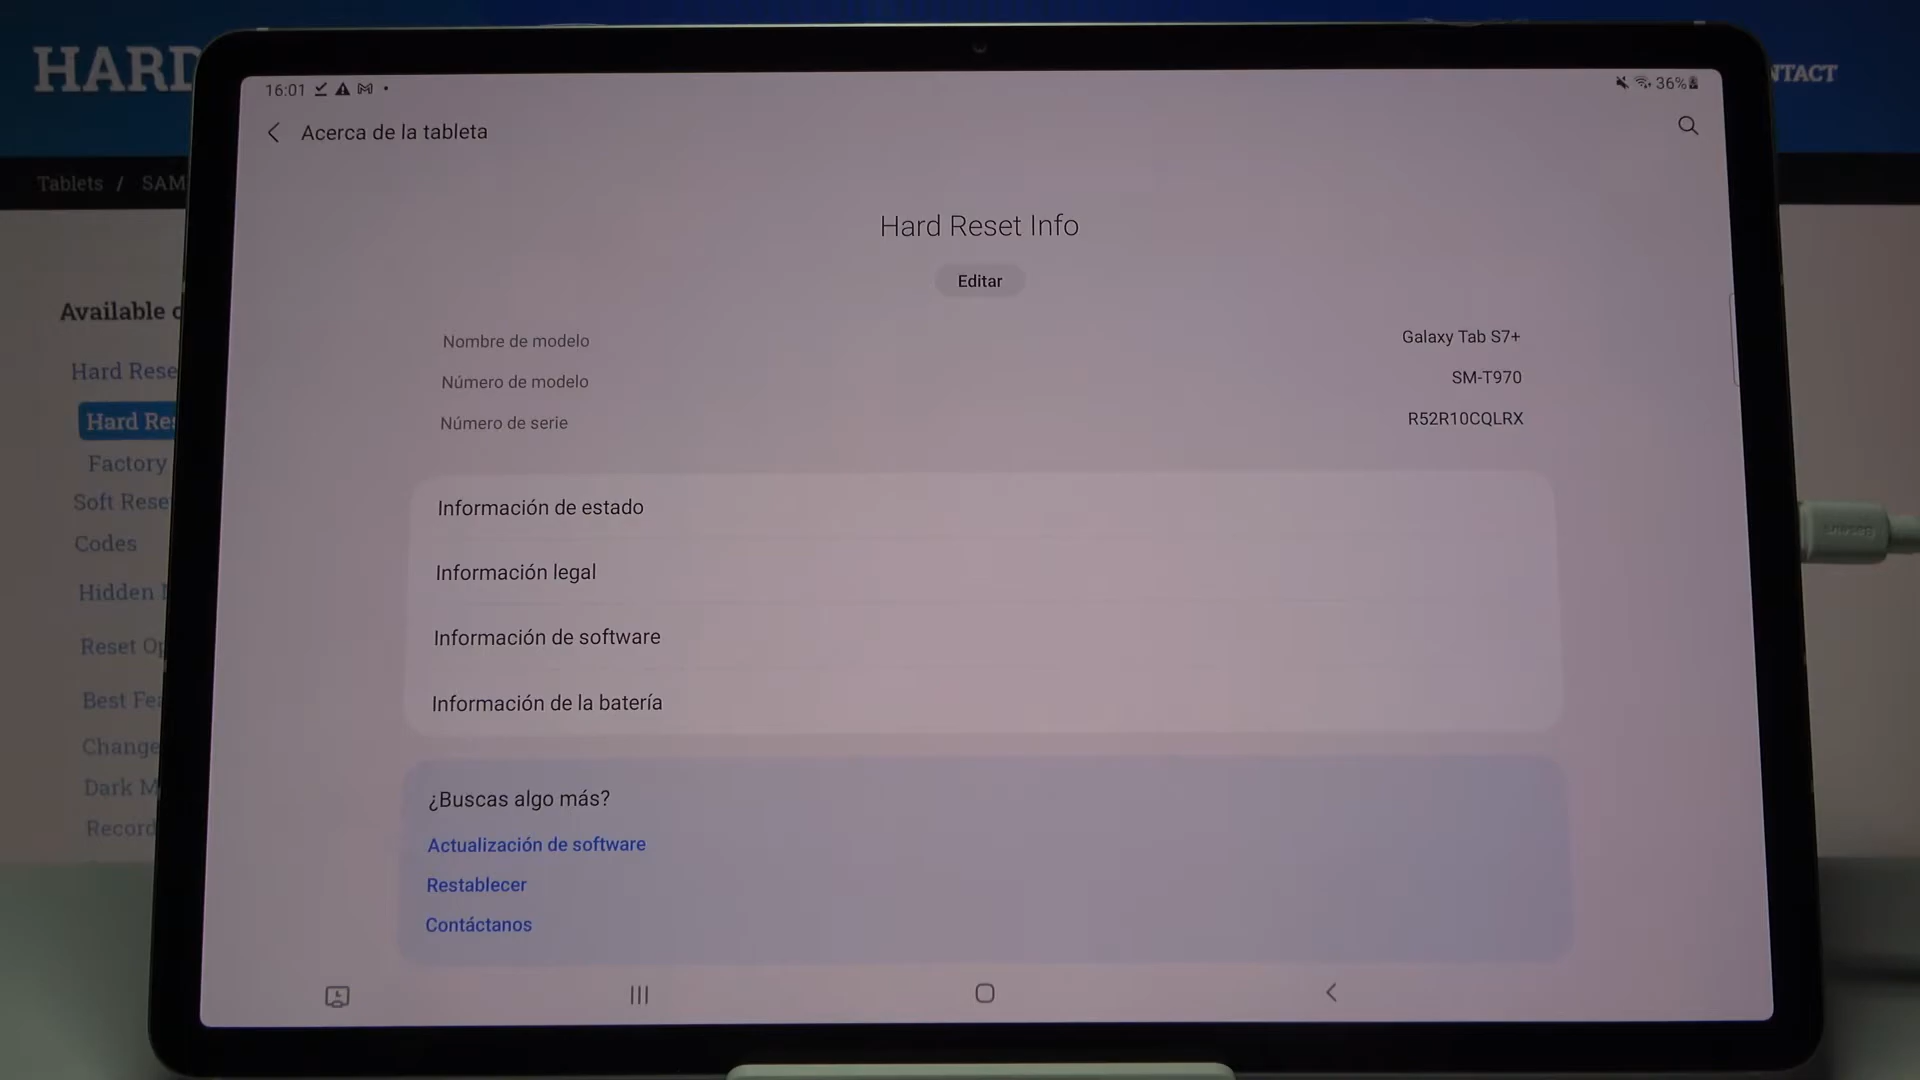 HARD
NTACT
Tablets / SAM
Available
Hard Rese
Hard Res
Factory
Soft Rese
Codes
Hidden
Reset Op
Best Fea
Change
Dark M
Record
16:01
36%
Acerca de la tableta
Hard Reset Info
Editar
Nombre de modelo Galaxy Tab S7+
Número de modelo SM-T970
Número de serie R52R10CQLRX
Información de estado
Información legal
Información de software
Información de la batería
¿Buscas algo más?
Actualización de software
Restablecer
Contáctanos